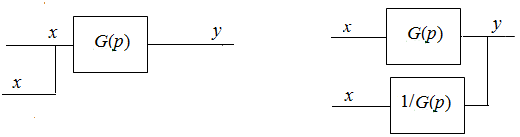 x G(p) y
x
x G(p) y
x 1/G(p)